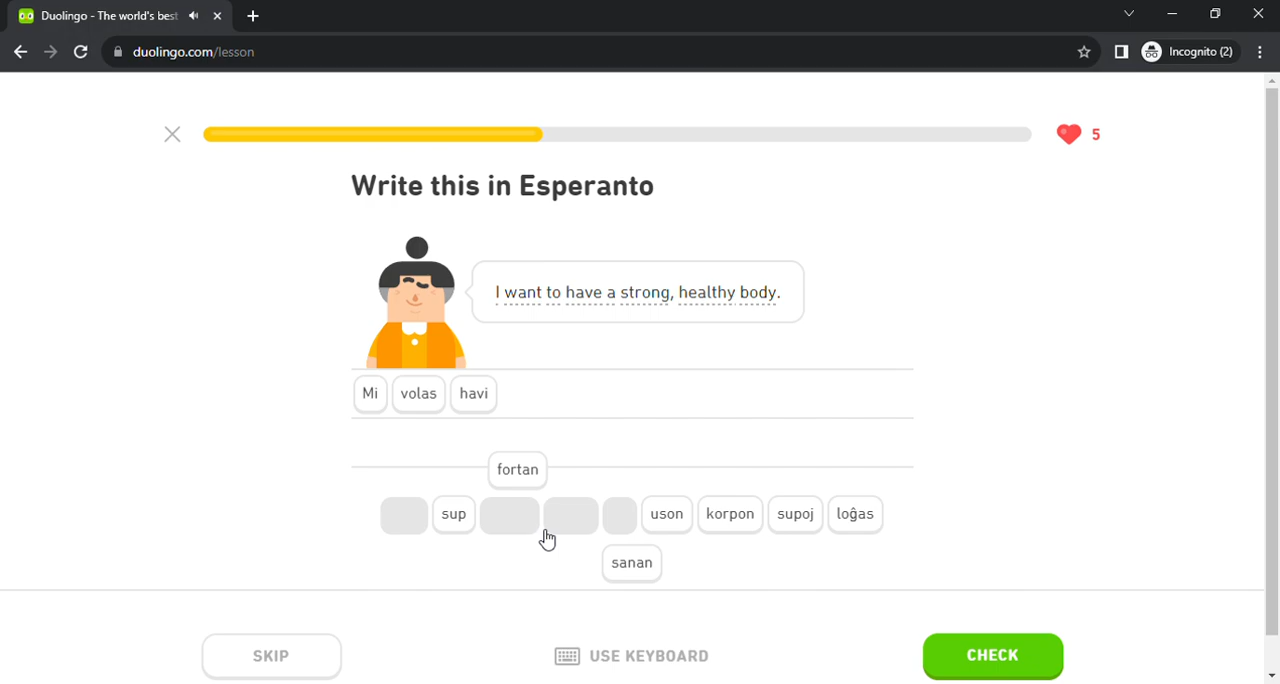 Duolingo - The world's best
duolingo.com/lesson
Incognito (2)
5
Write this in Esperanto
I want to have a strong, healthy body.
Mi volas havi
fortan
sup uson korpon supoj loĝas
sanan
SKIP USE KEYBOARD CHECK